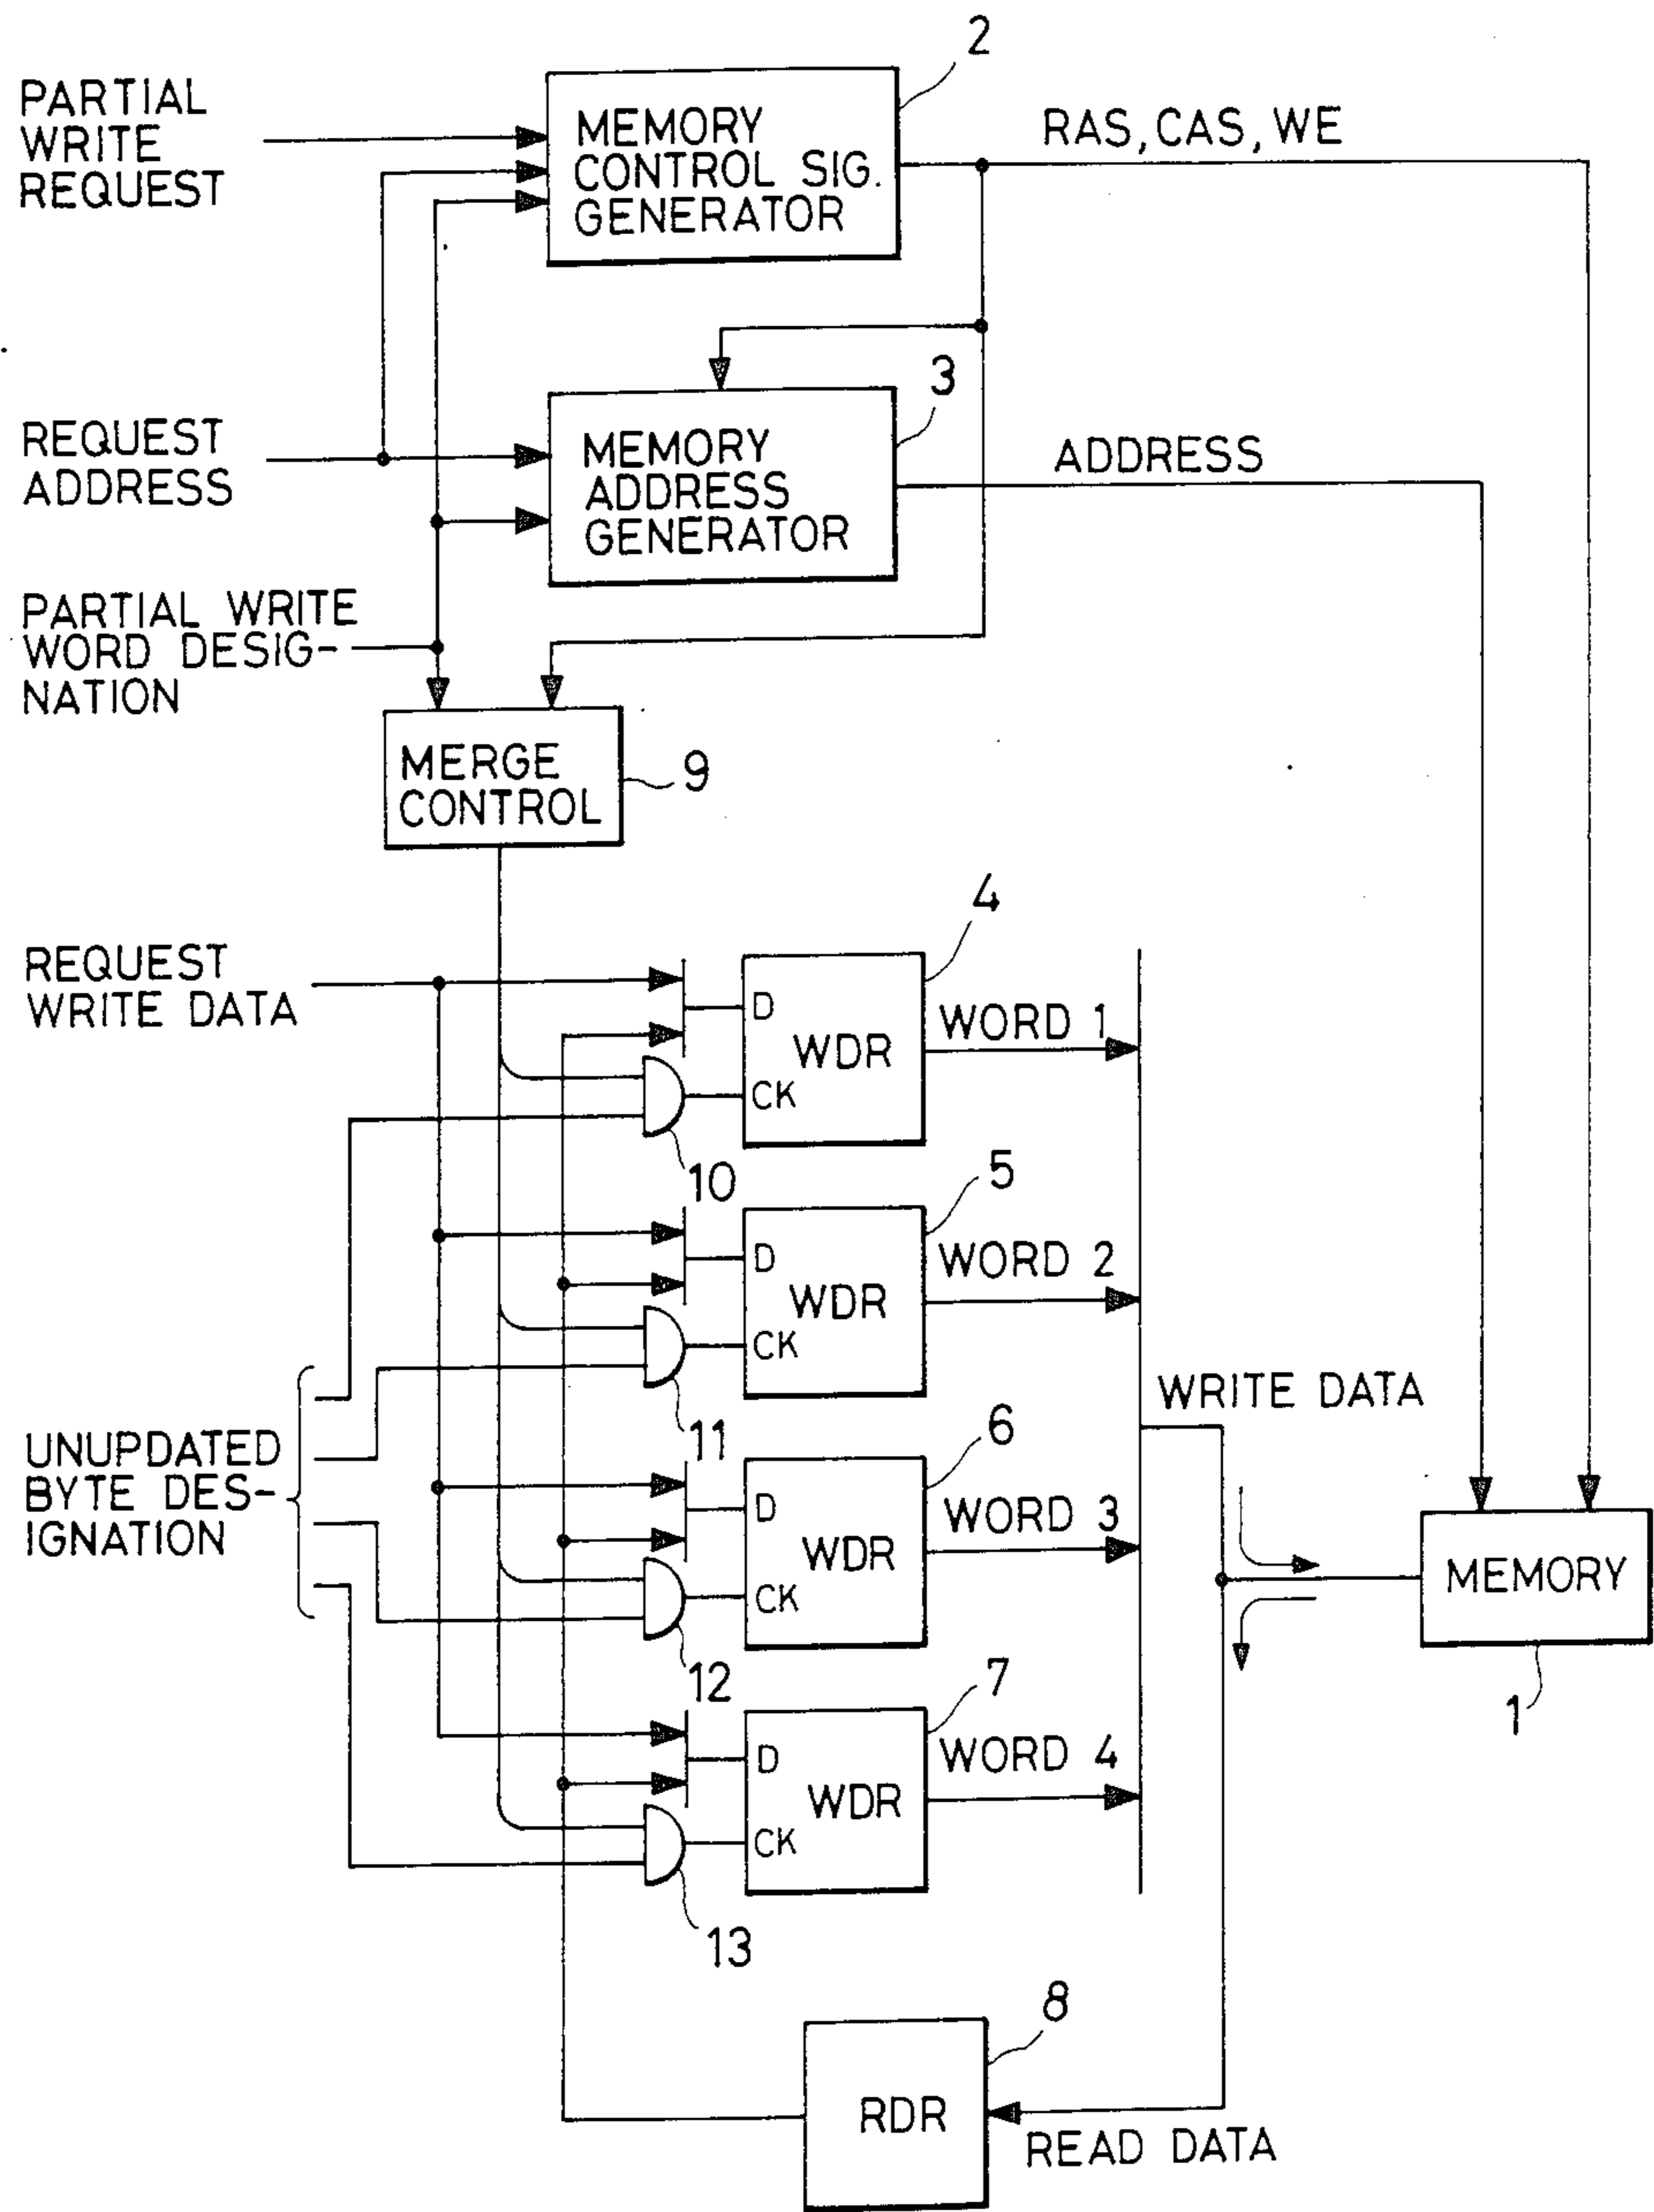 2
PARTIAL
WRITE
REQUEST
MEMORY
CONTROL SIG.
GENERATOR
RAS, CAS, WE
3
REQUEST
ADDRESS
MEMORY
ADDRESS
GENERATOR
ADDRESS
PARTIAL WRITE
WORD DESIG-
NATION
MERGE
CONTROL
9
4
REQUEST
WRITE DATA
D
WDR
CK
WORD 1
10
5
D
WDR
CK
WORD 2
11
WRITE DATA
UNUPDATED
BYTE DES-
IGNATION
6
D
WDR
CK
WORD 3
12
MEMORY
1
7
D
WDR
CK
WORD 4
13
8
RDR
READ DATA